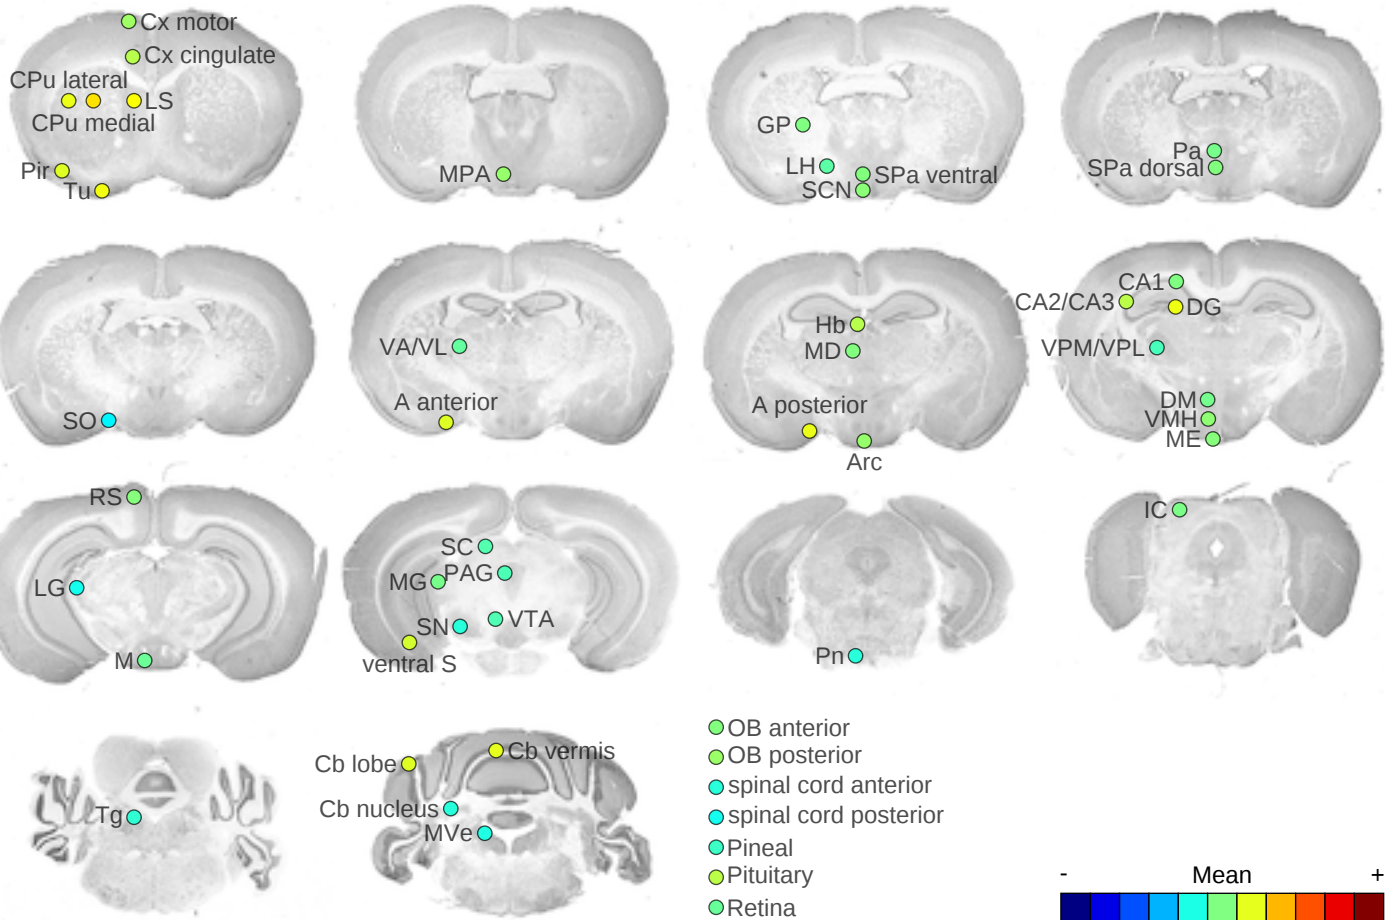 Cx motor
Cx cingulate
CPu lateral
LS
CPu medial
Pir
Tu
MPA
GP
LH
SPa ventral
SCN
Pa
SPa dorsal
SO
VA/VL
A anterior
Hb
MD
A posterior
Arc
CA1
CA2/CA3
DG
VPM/VPL
DM
VMH
ME
RS
LG
M
SC
PAG
MG
VTA
SN
ventral S
Pn
IC
Tg
Cb vermis
Cb lobe
Cb nucleus
MVe
OB anterior
OB posterior
spinal cord anterior
spinal cord posterior
Pineal
Pituitary
Retina
- Mean +